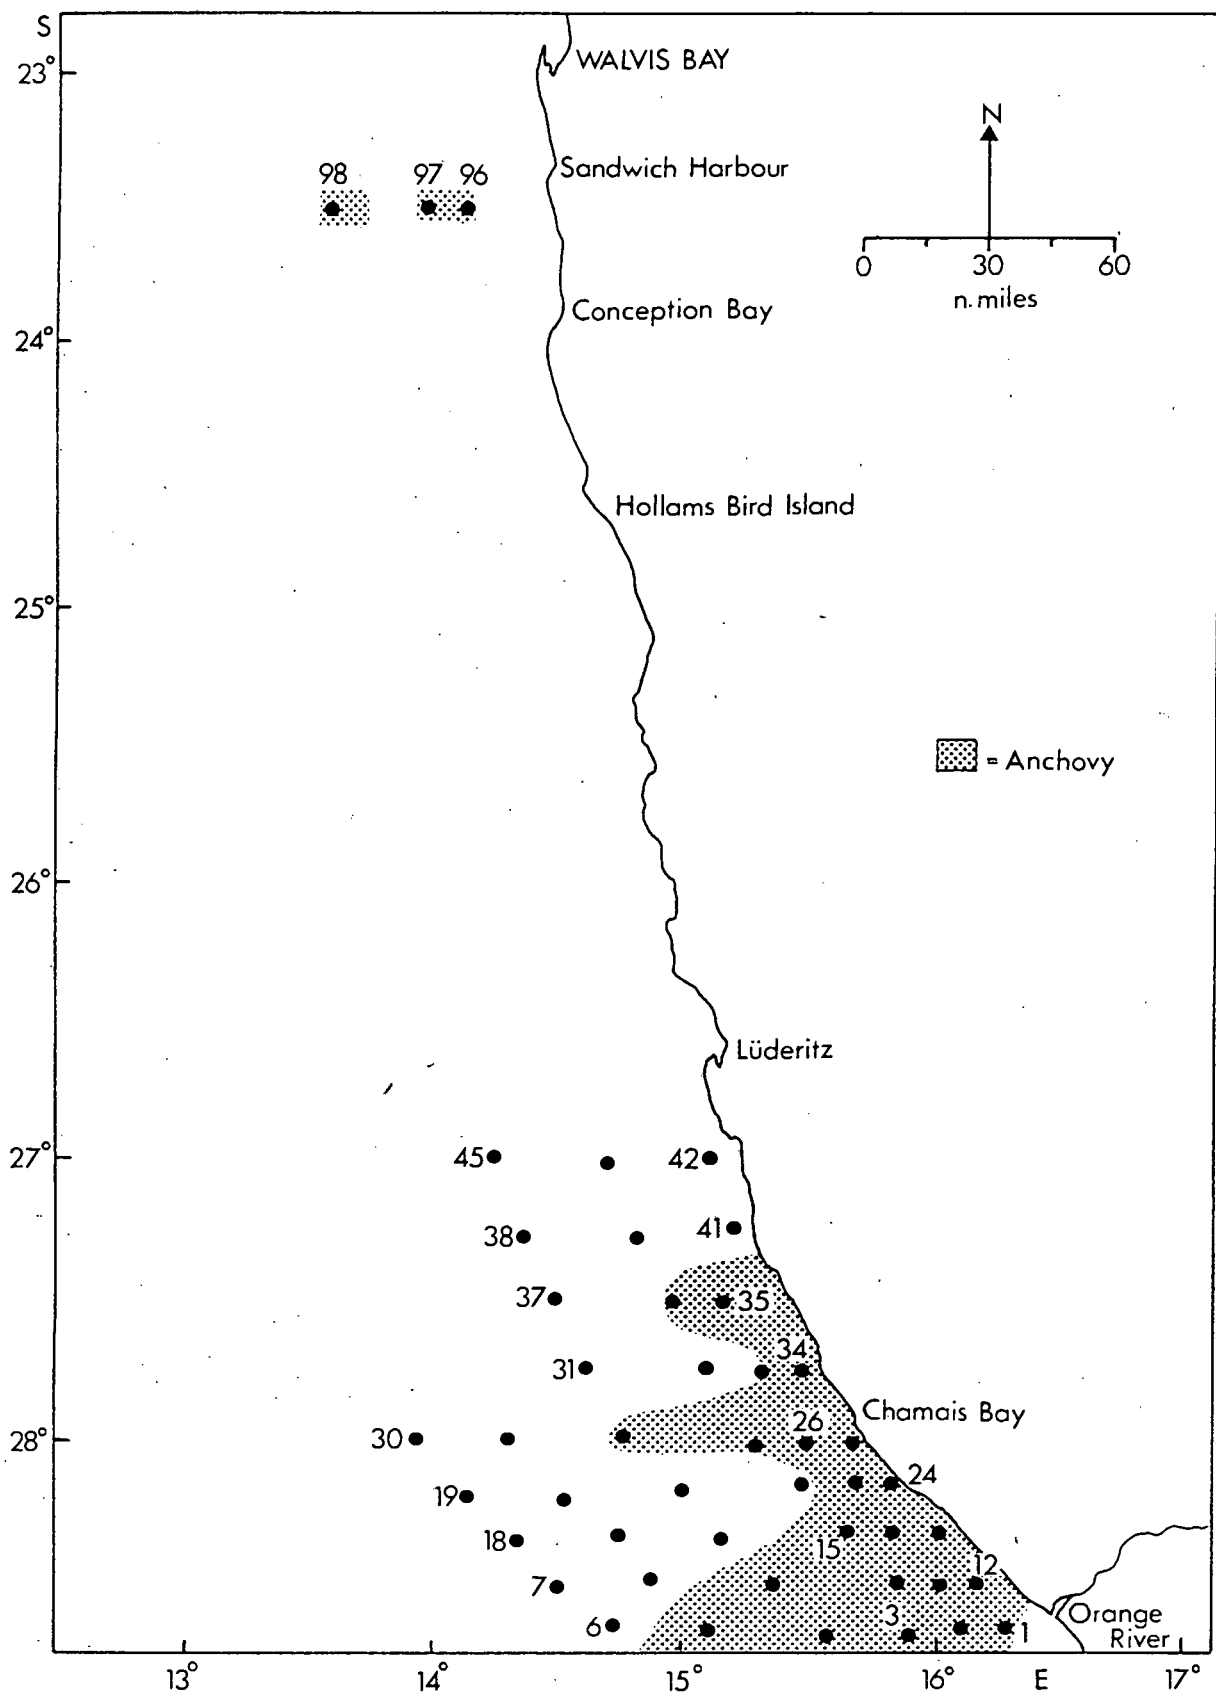 S
WALVIS BAY
23°
N
98 97 96
Sandwich Harbour
0 30 60
n. miles
Conception Bay
24°
Hollams Bird Island
25°
= Anchovy
26°
Lüderitz
27°
45 42
38 41
37 35
31 34
Chamais Bay
26
28° 30
24
19
18 15
12
7
3
6 1
Orange
River
13° 14° 15° 16° E 17°